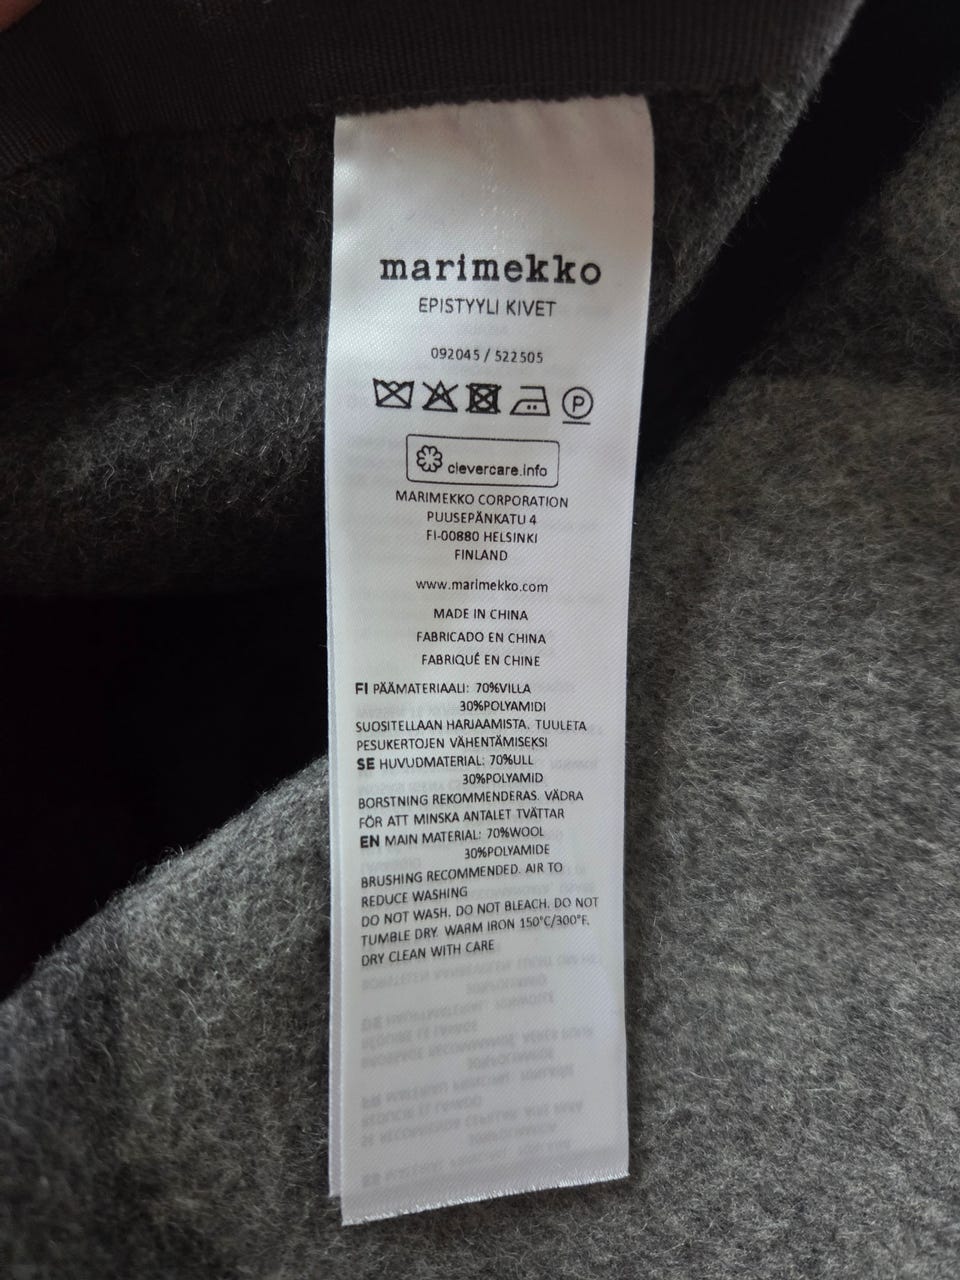 marimekko
EPISTYYLI KIVET
092045 / 522505
P
clevercare.info
MARIMEKKO CORPORATION
PUUSEPÄNKATU 4
FI-00880 HELSINKI
FINLAND
www.marimekko.com
MADE IN CHINA
FABRICADO EN CHINA
FABRIQUÉ EN CHINE
FI PÄÄMATERIAALI: 70%VILLA
30%POLYAMIDI
SUOSITELLAAN HARJAAMISTA. TUULETA
PESUKERTOJEN VÄHENTÄMISEKSI
SE HUVUDMATERIAL: 70%ULL
30%POLYAMID
BORSTNING REKOMMENDERAS. VÄDRA
FÖR ATT MINSKA ANTALET TVÄTTAR
EN MAIN MATERIAL: 70%WOOL
30%POLYAMIDE
BRUSHING RECOMMENDED. AIR TO
REDUCE WASHING
DO NOT WASH. DO NOT BLEACH. DO NOT
TUMBLE DRY. WARM IRON 150°C/300°F.
DRY CLEAN WITH CARE